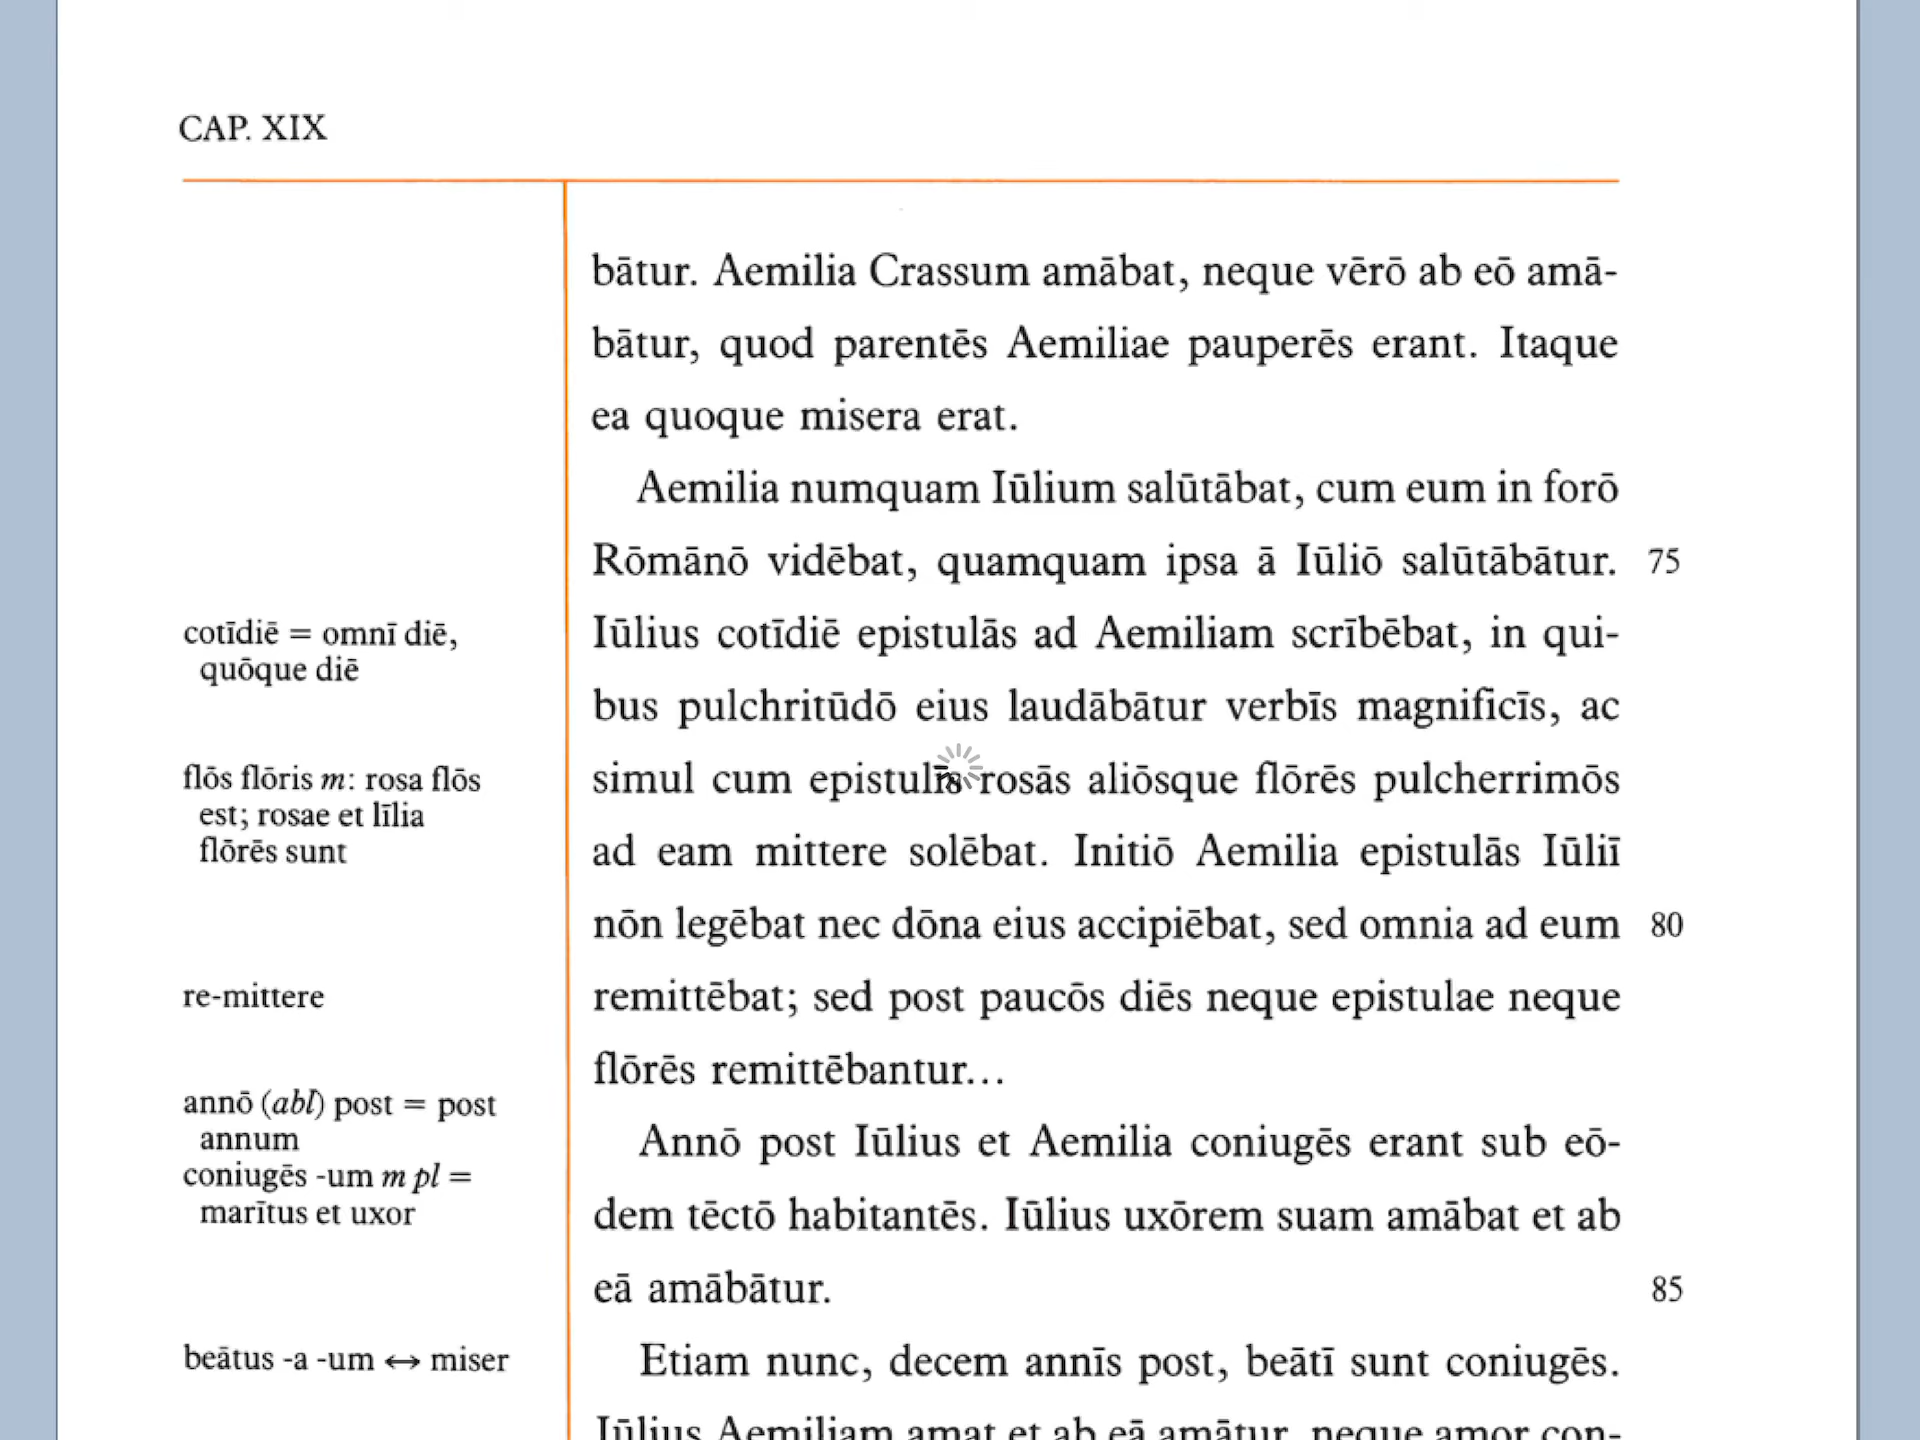 CAP. XIX
bātur. Aemilia Crassum amābat, neque vērō ab eō amā-
bātur, quod parentēs Aemiliae pauperēs erant. Itaque
ea quoque misera erat.
Aemilia numquam Iūlium salūtābat, cum eum in forō
Rōmānō vidēbat, quamquam ipsa ā Iūliō salūtābātur. 75
Iūlius cotīdiē epistulās ad Aemiliam scrībēbat, in qui-
bus pulchritūdō eius laudābātur verbīs magnificīs, ac
simul cum epistulīs rosās aliōsque flōrēs pulcherrimōs
ad eam mittere solēbat. Initiō Aemilia epistulās Iūliī
nōn legēbat nec dōna eius accipiēbat, sed omnia ad eum 80
remittēbat; sed post paucōs diēs neque epistulae neque
flōrēs remittēbantur...
Annō post Iūlius et Aemilia coniugēs erant sub eō-
dem tēctō habitantēs. Iūlius uxōrem suam amābat et ab
eā amābātur. 85
Etiam nunc, decem annīs post, beātī sunt coniugēs.
Iūlius Aemiliam amat et ab eā amātur, neque amor con-
cotīdiē = omnī diē,
quōque diē
flōs flōris m: rosa flōs
est; rosae et līlia
flōrēs sunt
re-mittere
annō (abl) post = post
annum
coniugēs -um m pl =
marītus et uxor
beātus -a -um ↔ miser